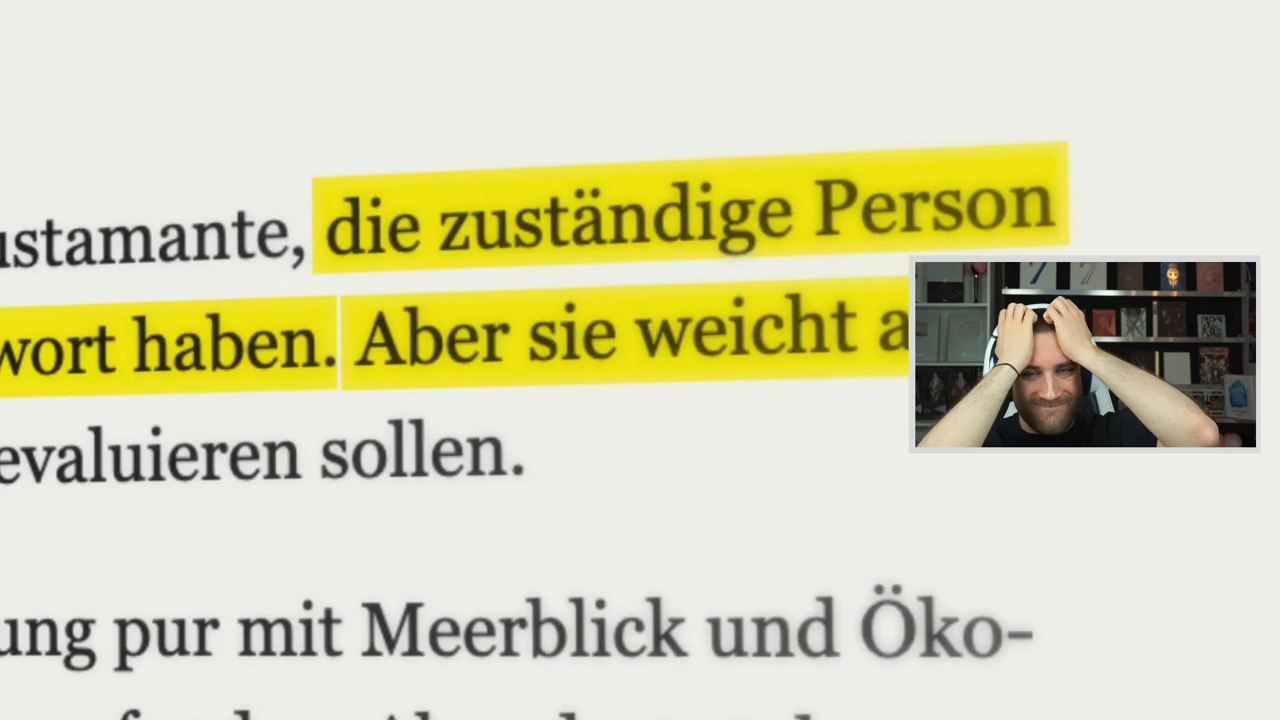 ustamante, die zuständige Person
wort haben. Aber sie weicht a
evaluieren sollen.
ung pur mit Meerblick und Öko-